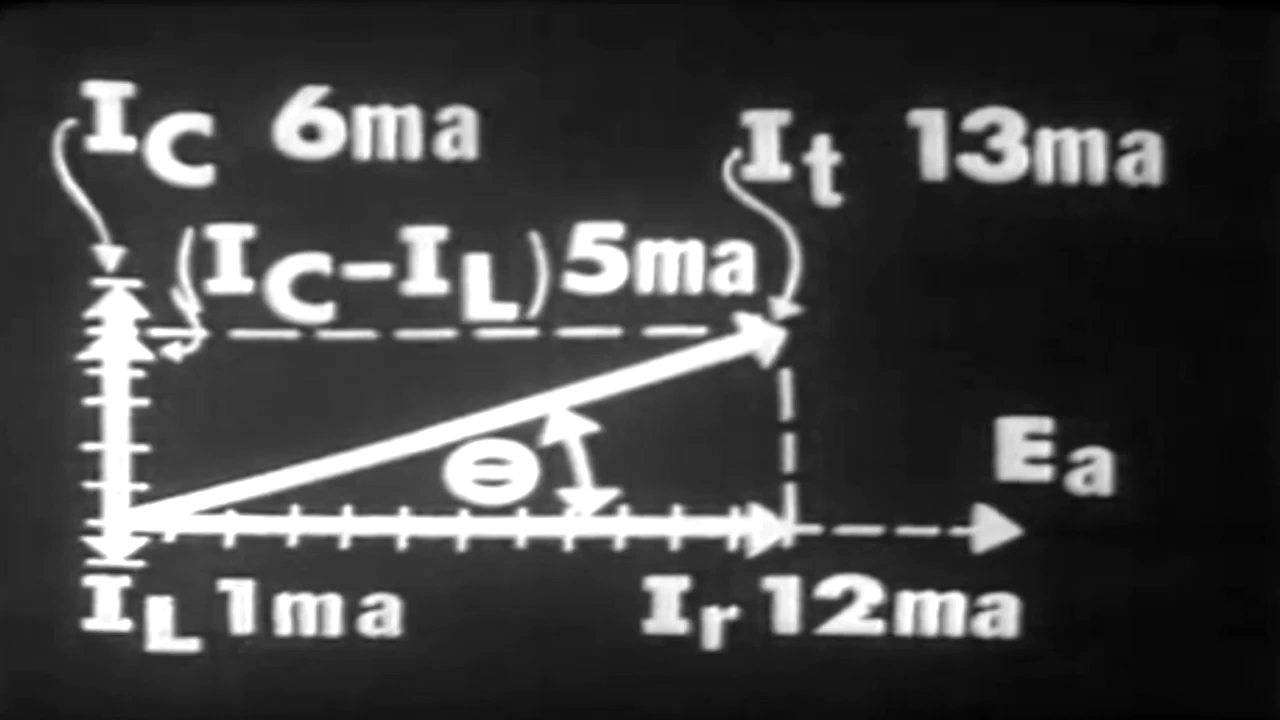 IC 6ma
It 13ma
(IC-IL) 5ma
Ea
θ
IL 1ma
Ir 12ma